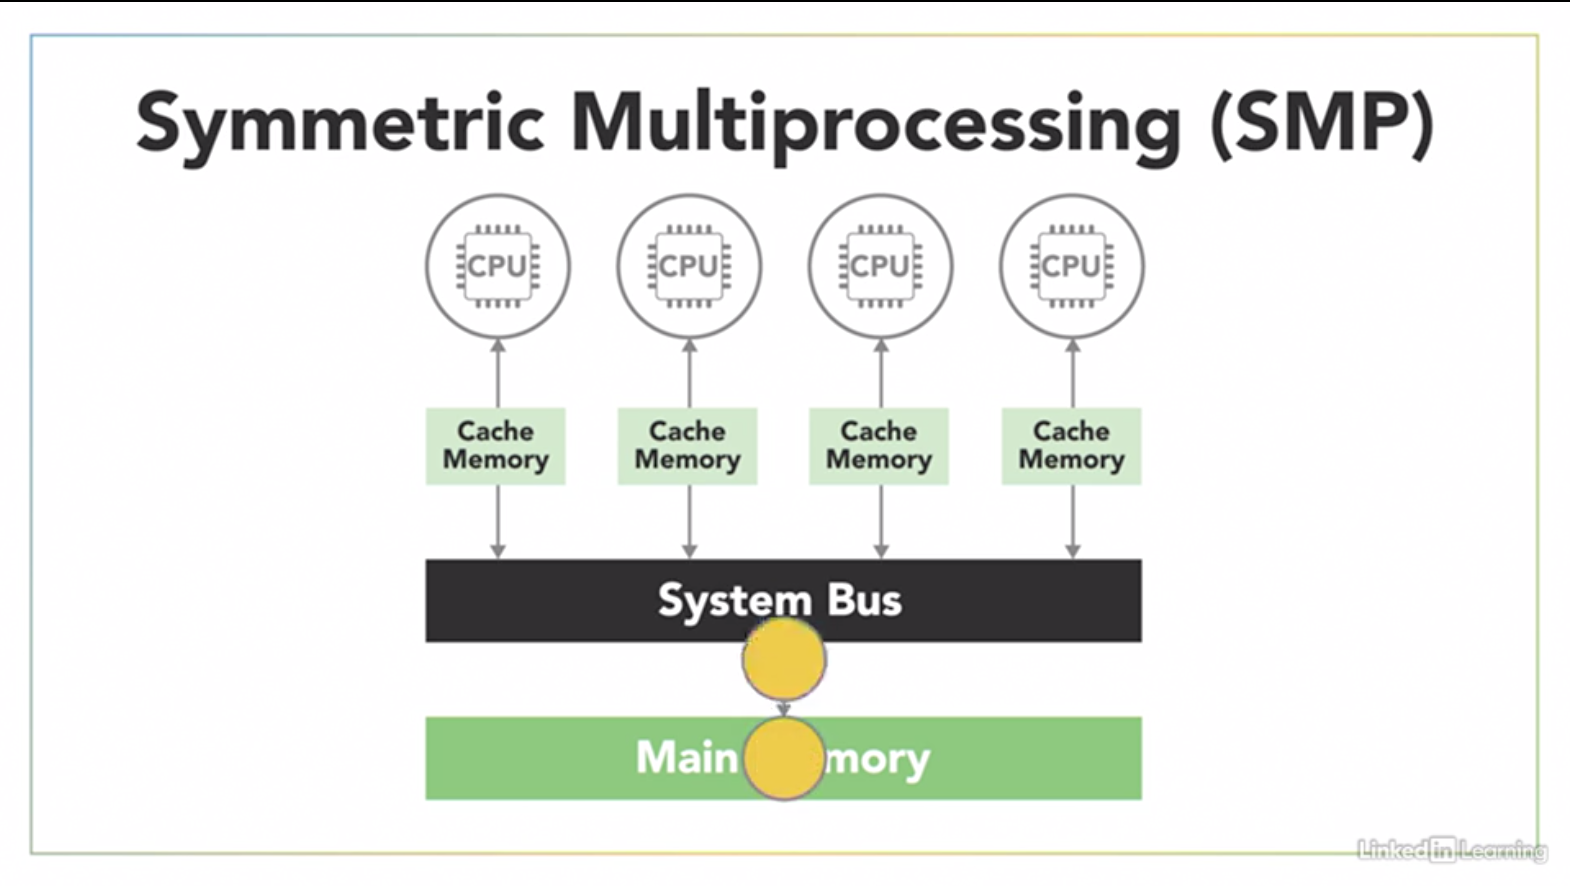 Symmetric Multiprocessing (SMP)
CPU CPU CPU CPU
Cache Memory
Cache Memory
Cache Memory
Cache Memory
System Bus
Main mory
Linked in Learning